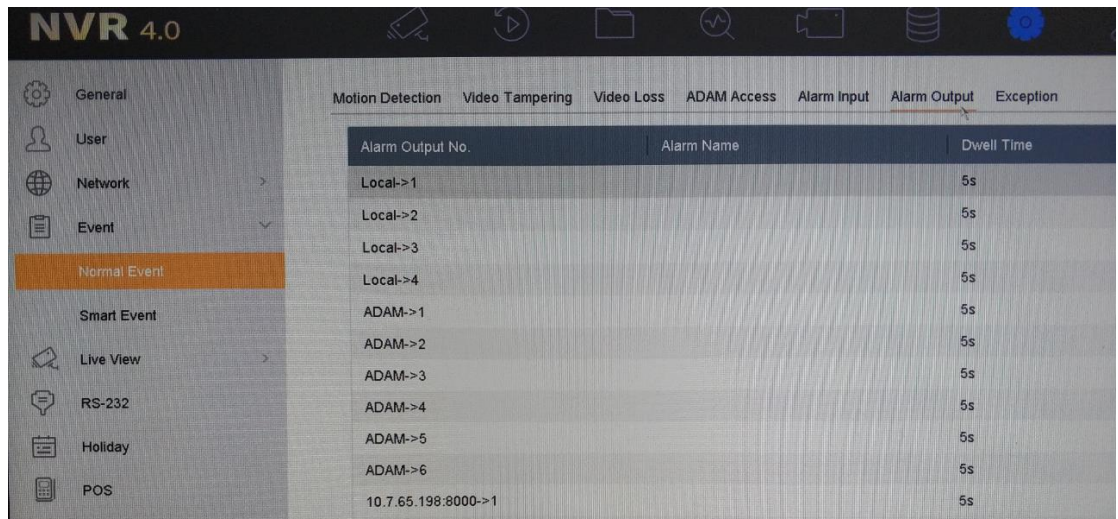 NVR 4.0
General
User
Network
Event
Normal Event
Smart Event
Live View
RS-232
Holiday
POS
Motion Detection Video Tampering Video Loss ADAM Access Alarm Input Alarm Output Exception
Alarm Output No. Alarm Name Dwell Time
Local->1 5s
Local->2 5s
Local->3 5s
Local->4 5s
ADAM->1 5s
ADAM->2 5s
ADAM->3 5s
ADAM->4 5s
ADAM->5 5s
ADAM->6 5s
10.7.65.198:8000->1 5s